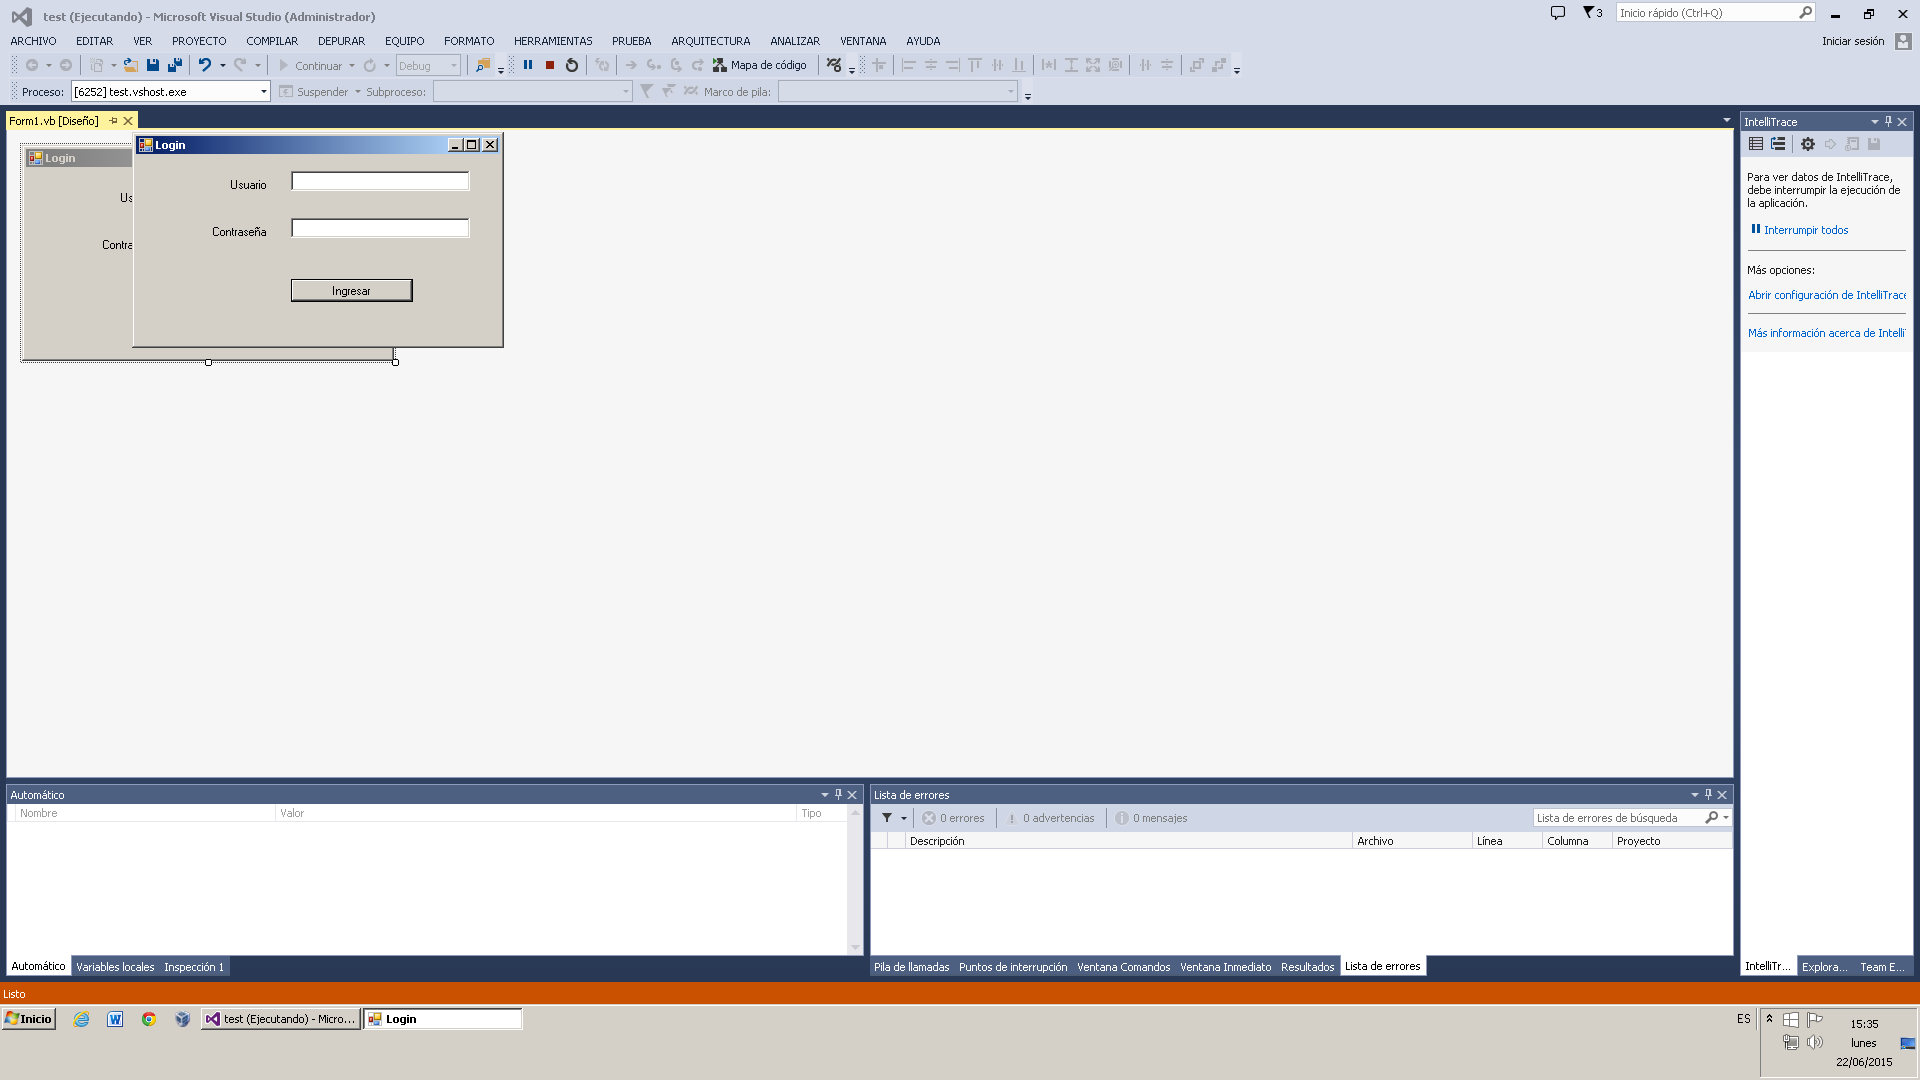 test (Ejecutando) - Microsoft Visual Studio (Administrador)
3
Inicio rápido (Ctrl+Q)
ARCHIVO EDITAR VER PROYECTO COMPILAR DEPURAR EQUIPO FORMATO HERRAMIENTAS PRUEBA ARQUITECTURA ANALIZAR VENTANA AYUDA
Iniciar sesión
Continuar Debug Mapa de código
Proceso: [6252] test.vshost.exe Suspender Subproceso: Marco de pila:
Form1.vb [Diseño]
Login
Us
Contra
Login
Usuario
Contraseña
Ingresar
IntelliTrace
Para ver datos de IntelliTrace,
debe interrumpir la ejecución de
la aplicación.
Interrumpir todos
Más opciones:
Abrir configuración de IntelliTrace
Más información acerca de Intelli
Automático
Nombre Valor Tipo
Automático Variables locales Inspección 1
Lista de errores
0 errores 0 advertencias 0 mensajes
Lista de errores de búsqueda
Descripción Archivo Línea Columna Proyecto
Pila de llamadas Puntos de interrupción Ventana Comandos Ventana Inmediato Resultados Lista de errores
IntelliTr... Explora... Team E...
Listo
Inicio
test (Ejecutando) - Micro...
Login
ES
15:35
lunes
22/06/2015